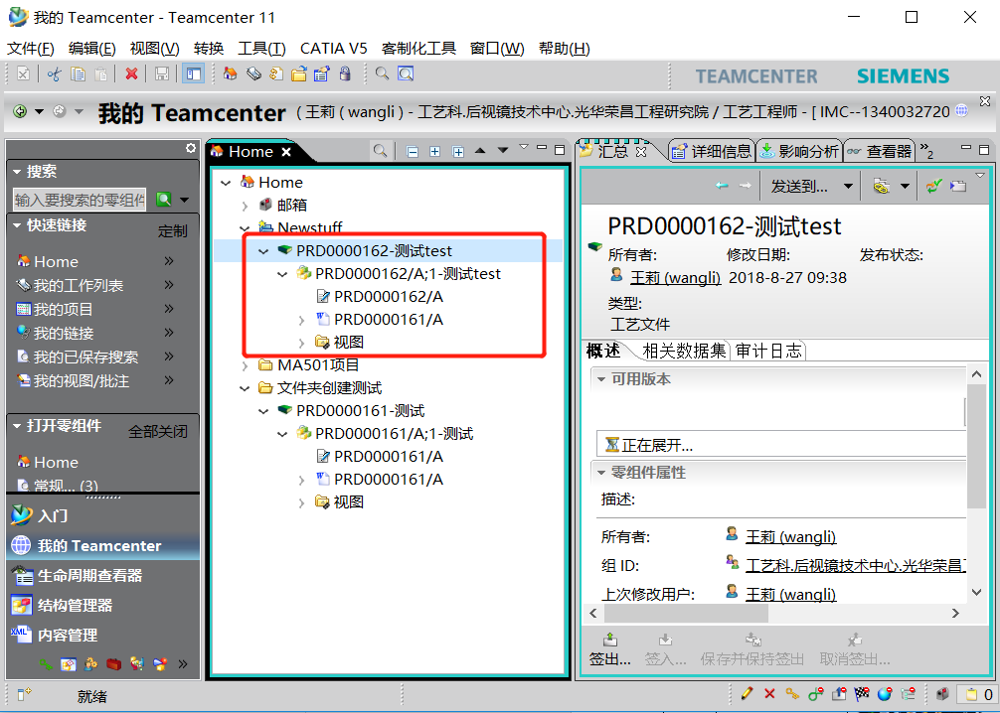 我的 Teamcenter - Teamcenter 11
文件(F) 编辑(E) 视图(V) 转换 工具(T) CATIA V5 客制化工具 窗口(W) 帮助(H)
TEAMCENTER SIEMENS
我的 Teamcenter ( 王莉 ( wangli ) - 工艺科.后视镜技术中心.光华荣昌工程研究院 / 工艺工程师 - [ IMC--1340032720
搜索
输入要搜索的零组件
快速链接
定制
Home
我的工作列表
我的项目
我的链接
我的已保存搜索
我的视图/批注
打开零组件
全部关闭
Home
常规... (3)
入门
我的 Teamcenter
生命周期查看器
结构管理器
内容管理
就绪
Home
Home
邮箱
Newstuff
PRD0000162-测试test
PRD0000162/A;1-测试test
PRD0000162/A
PRD0000161/A
视图
MA501项目
文件夹创建测试
PRD0000161-测试
PRD0000161/A;1-测试
PRD0000161/A
PRD0000161/A
视图
汇总 详细信息 影响分析 查看器 »2
发送到...
PRD0000162-测试test
所有者: 修改日期: 发布状态:
王莉 (wangli) 2018-8-27 09:38
类型:
工艺文件
概述 相关数据集 审计日志
可用版本
正在展开...
零组件属性
描述:
所有者: 王莉 (wangli)
组 ID: 工艺科.后视镜技术中心.光华荣昌工
上次修改用户: 王莉 (wangli)
签出... 签入... 保存并保持签出 取消签出...
0